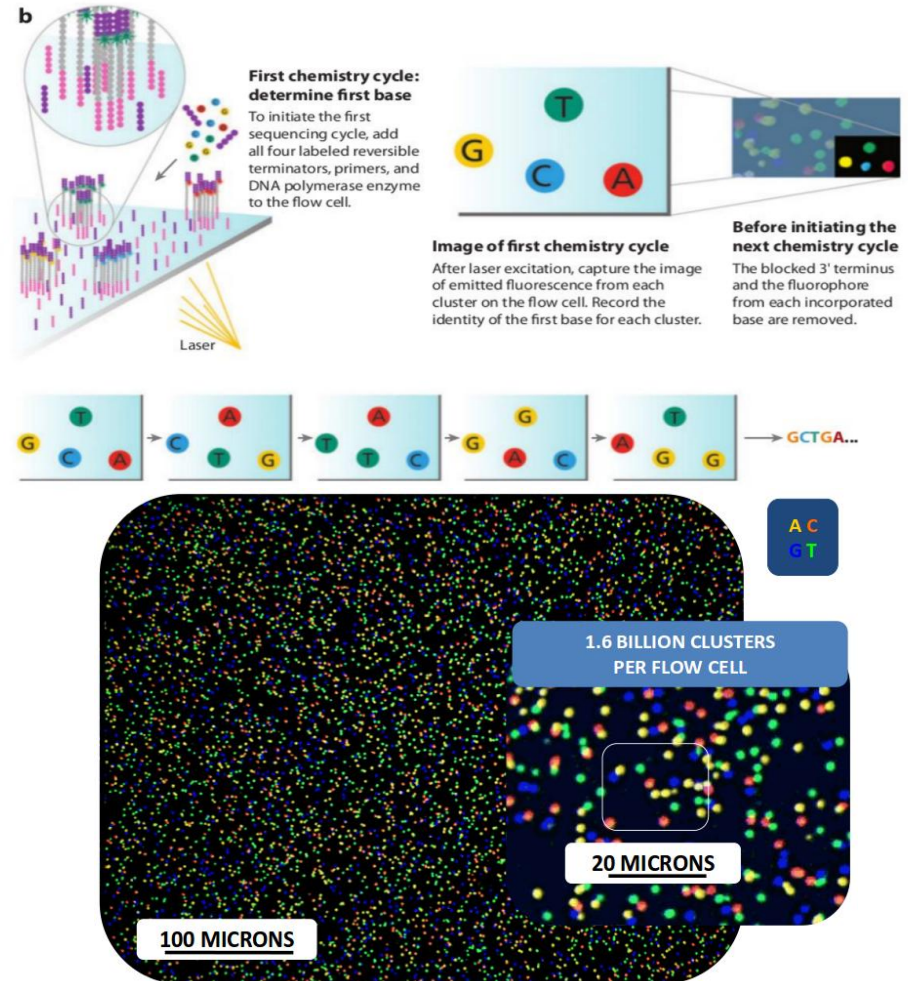 b
First chemistry cycle:
determine first base
To initiate the first
sequencing cycle, add
all four labeled reversible
terminators, primers, and
DNA polymerase enzyme
to the flow cell.
Laser
T
G
C
A
Image of first chemistry cycle
After laser excitation, capture the image
of emitted fluorescence from each
cluster on the flow cell. Record the
identity of the first base for each cluster.
Before initiating the
next chemistry cycle
The blocked 3' terminus
and the fluorophore
from each incorporated
base are removed.
T
G
C
A
A
C
T
G
A
T
T
C
G
G
A
C
T
A
G
G
GCTGA...
A C
G T
1.6 BILLION CLUSTERS
PER FLOW CELL
20 MICRONS
100 MICRONS